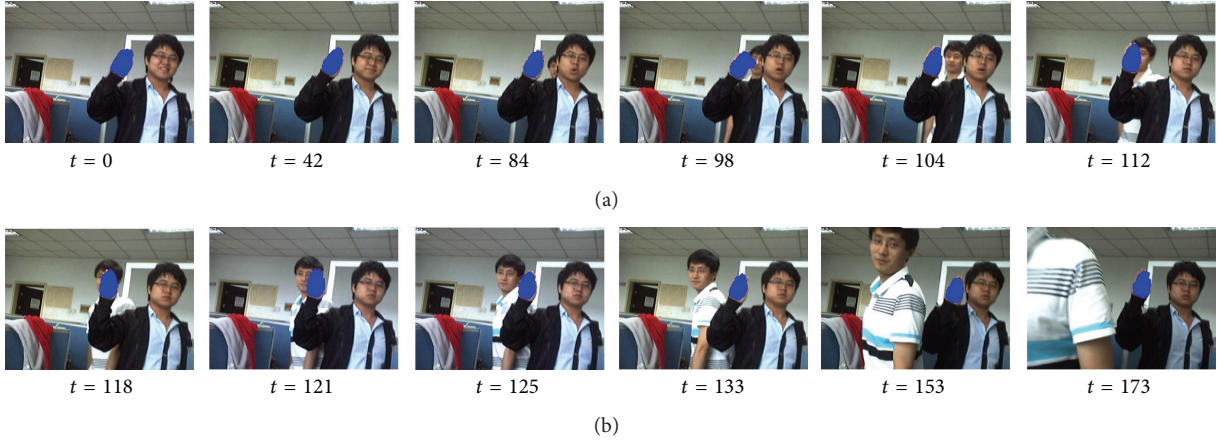 t = 0 t = 42 t = 84 t = 98 t = 104 t = 112
(a)
t = 118 t = 121 t = 125 t = 133 t = 153 t = 173
(b)